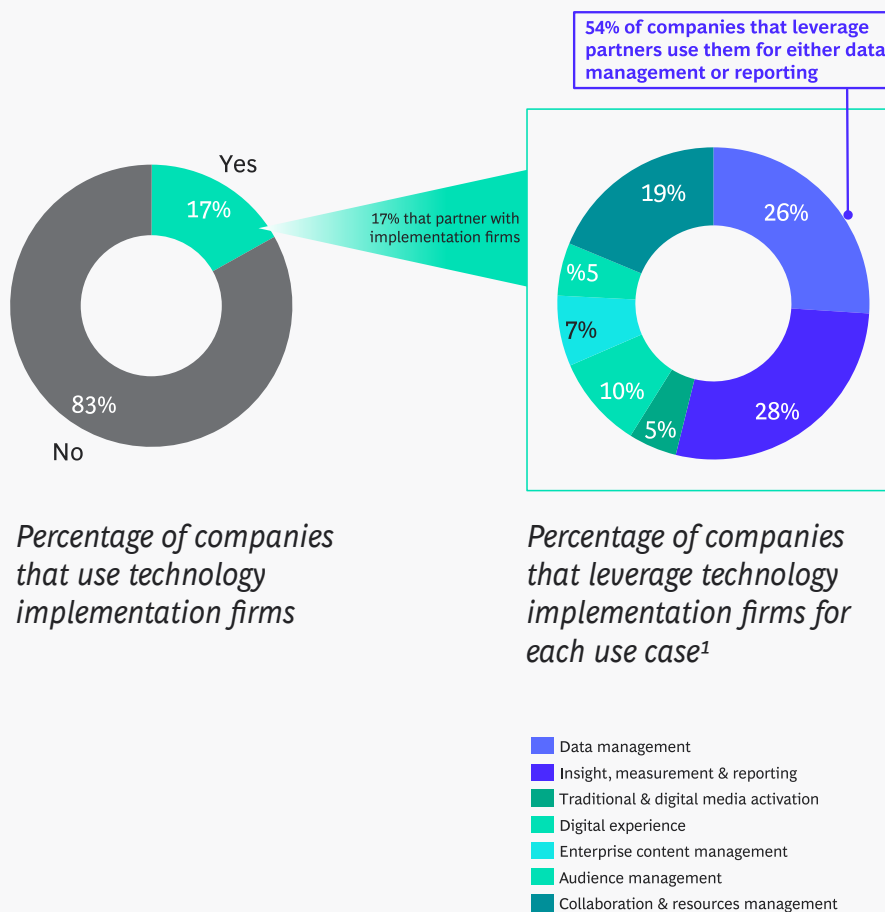 54% of companies that leverage
partners use them for either data
management or reporting
Yes
17%
83%
No
17% that partner with
implementation firms
19%
26%
%5
7%
10%
5%
28%
Percentage of companies
that use technology
implementation firms
Percentage of companies
that leverage technology
implementation firms for
each use case¹
Data management
Insight, measurement & reporting
Traditional & digital media activation
Digital experience
Enterprise content management
Audience management
Collaboration & resources management